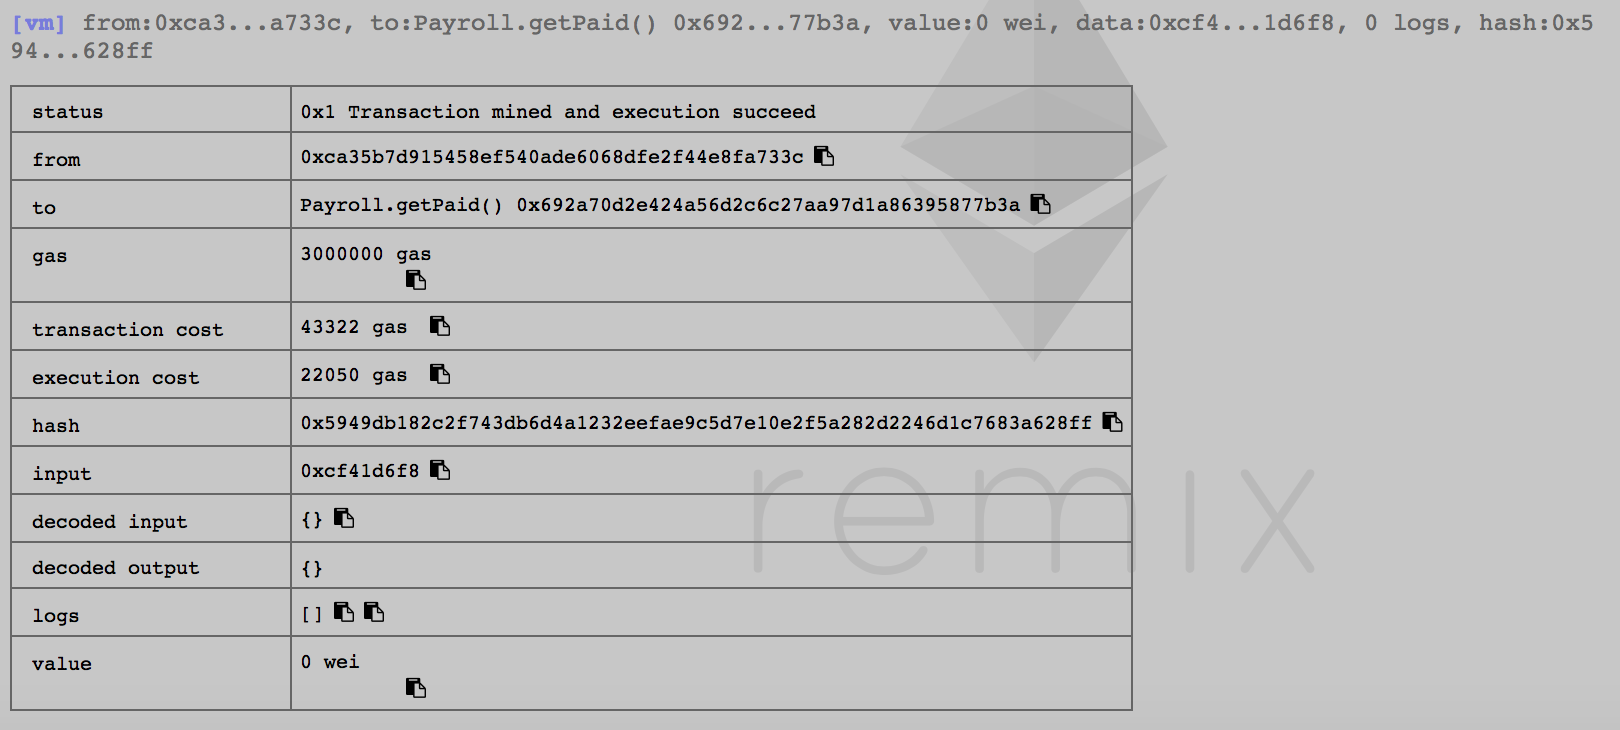 [vm] from:0xca3...a733c, to:Payroll.getPaid() 0x692...77b3a, value:0 wei, data:0xcf4...1d6f8, 0 logs, hash:0x5
94...628ff
status 0x1 Transaction mined and execution succeed
from 0xca35b7d915458ef540ade6068dfe2f44e8fa733c
to Payroll.getPaid() 0x692a70d2e424a56d2c6c27aa97d1a86395877b3a
gas 3000000 gas
transaction cost 43322 gas
execution cost 22050 gas
hash 0x5949db182c2f743db6d4a1232eefae9c5d7e10e2f5a282d2246d1c7683a628ff
input 0xcf41d6f8
decoded input {}
decoded output {}
logs []
value 0 wei
remix